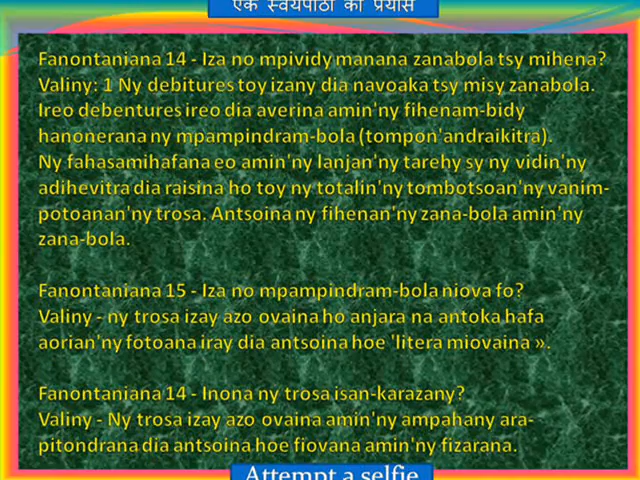 एक स्वयंपाठी का प्रयास
Fanontaniana 14 - Iza no mpividy manana zanabola tsy mihena?
Valiny: 1 Ny debitures toy izany dia navoaka tsy misy zanabola.
Ireo debentures ireo dia averina amin'ny fihenam-bidy
hanonerana ny mpampindram-bola (tompon'andraikitra).
Ny fahasamihafana eo amin'ny lanjan'ny tarehy sy ny vidin'ny
adihevitra dia raisina ho toy ny totalin'ny tombotsoan'ny vanim-
potoanan'ny trosa. Antsoina ny fihenan'ny zana-bola amin'ny
zana-bola.
Fanontaniana 15 - Iza no mpampindram-bola niova fo?
Valiny - ny trosa izay azo ovaina ho anjara na antoka hafa
aorian'ny fotoana iray dia antsoina hoe 'litera miovaina ».
Fanontaniana 14 - Inona ny trosa isan-karazany?
Valiny - Ny trosa izay azo ovaina amin'ny ampahany ara-
pitondrana dia antsoina hoe fiovana amin'ny fizarana.
Attempt a selfie